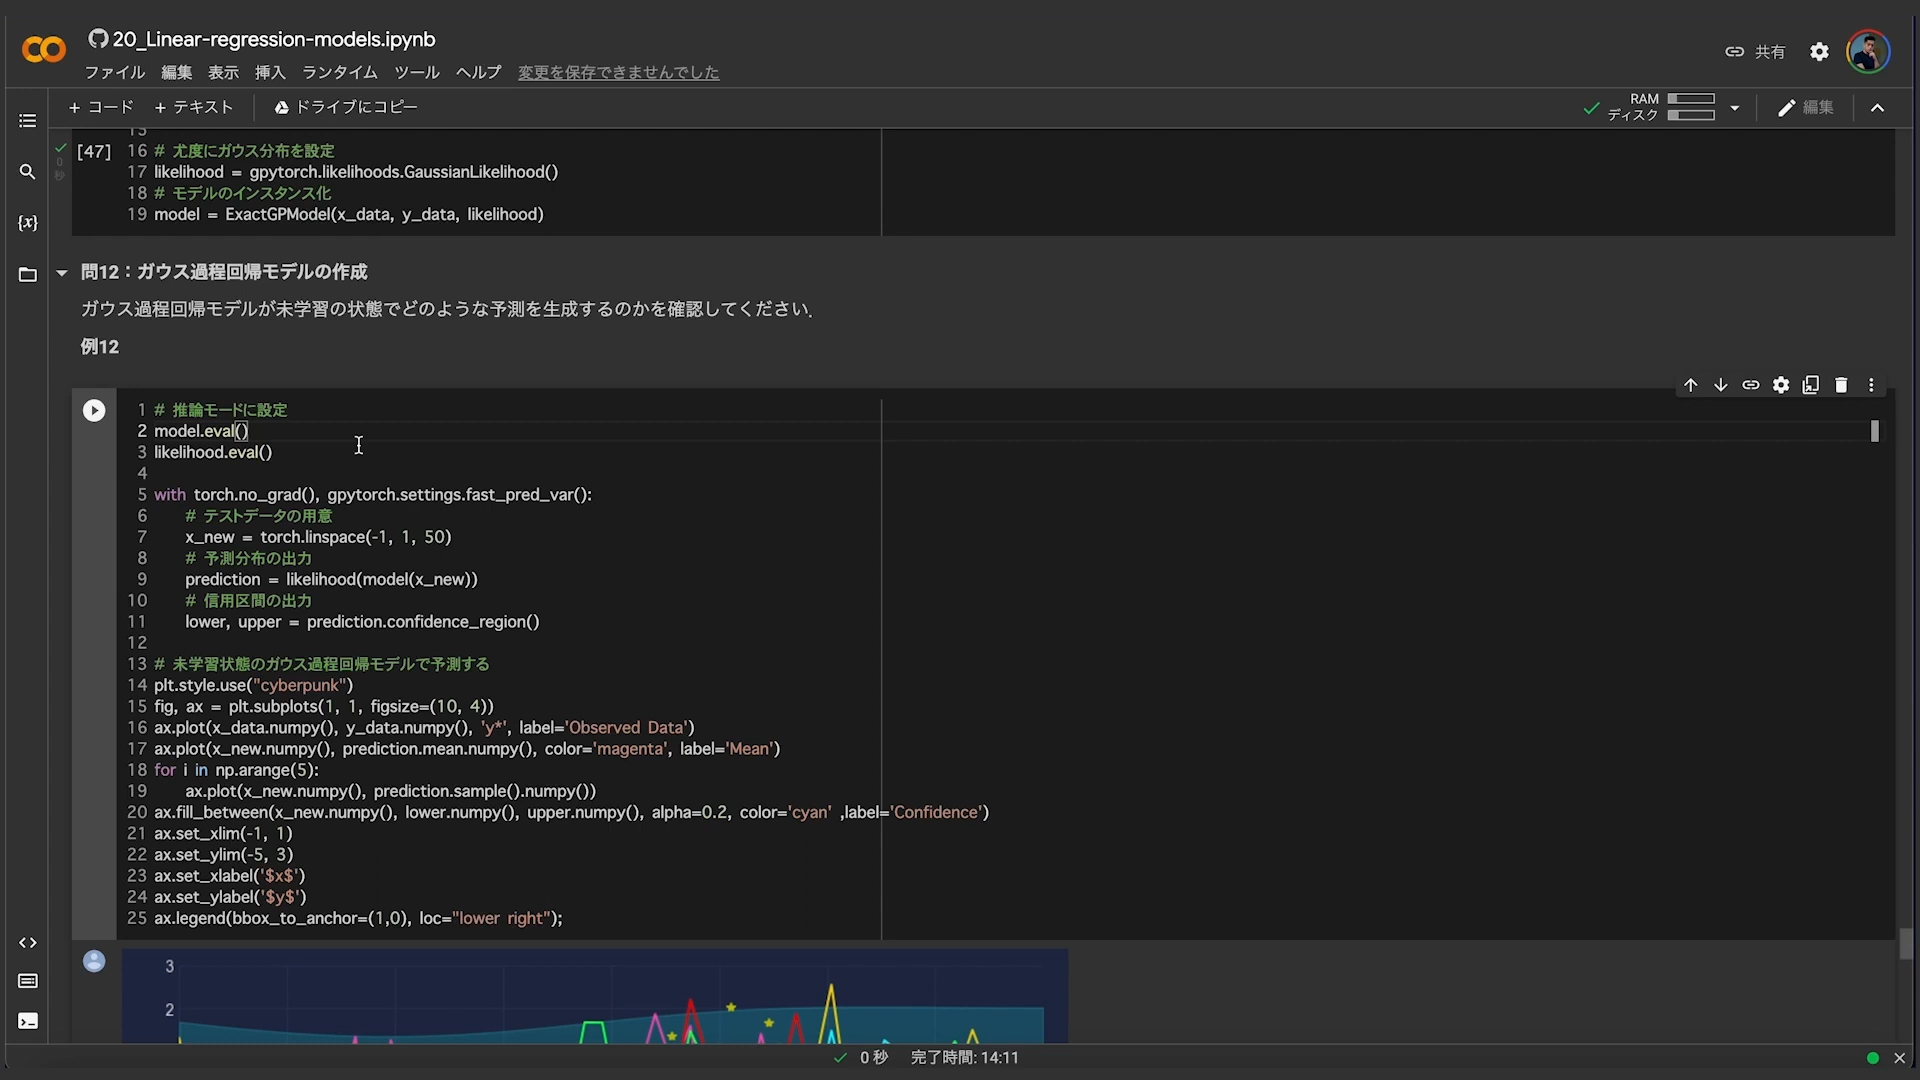 20_Linear-regression-models.ipynb
共有
ファイル 編集 表示 挿入 ランタイム ツール ヘルプ 変更を保存できませんでした
+ コード + テキスト ドライブにコピー
RAM
ディスク
編集
15
[47]
0
秒
16 # 尤度にガウス分布を設定
17 likelihood = gpytorch.likelihoods.GaussianLikelihood()
18 # モデルのインスタンス化
19 model = ExactGPModel(x_data, y_data, likelihood)
{x}
問12：ガウス過程回帰モデルの作成
ガウス過程回帰モデルが未学習の状態でどのような予測を生成するのかを確認してください.
例12
1 # 推論モードに設定
2 model.eval()
3 likelihood.eval()
4
5 with torch.no_grad(), gpytorch.settings.fast_pred_var():
6 # テストデータの用意
7 x_new = torch.linspace(-1, 1, 50)
8 # 予測分布の出力
9 prediction = likelihood(model(x_new))
10 # 信用区間の出力
11 lower, upper = prediction.confidence_region()
12
13 # 未学習状態のガウス過程回帰モデルで予測する
14 plt.style.use("cyberpunk")
15 fig, ax = plt.subplots(1, 1, figsize=(10, 4))
16 ax.plot(x_data.numpy(), y_data.numpy(), 'y*', label='Observed Data')
17 ax.plot(x_new.numpy(), prediction.mean.numpy(), color='magenta', label='Mean')
18 for i in np.arange(5):
19 ax.plot(x_new.numpy(), prediction.sample().numpy())
20 ax.fill_between(x_new.numpy(), lower.numpy(), upper.numpy(), alpha=0.2, color='cyan' ,label='Confidence')
21 ax.set_xlim(-1, 1)
22 ax.set_ylim(-5, 3)
23 ax.set_xlabel('$x$')
24 ax.set_ylabel('$y$')
25 ax.legend(bbox_to_anchor=(1,0), loc="lower right");
3
2
0 秒 完了時間: 14:11